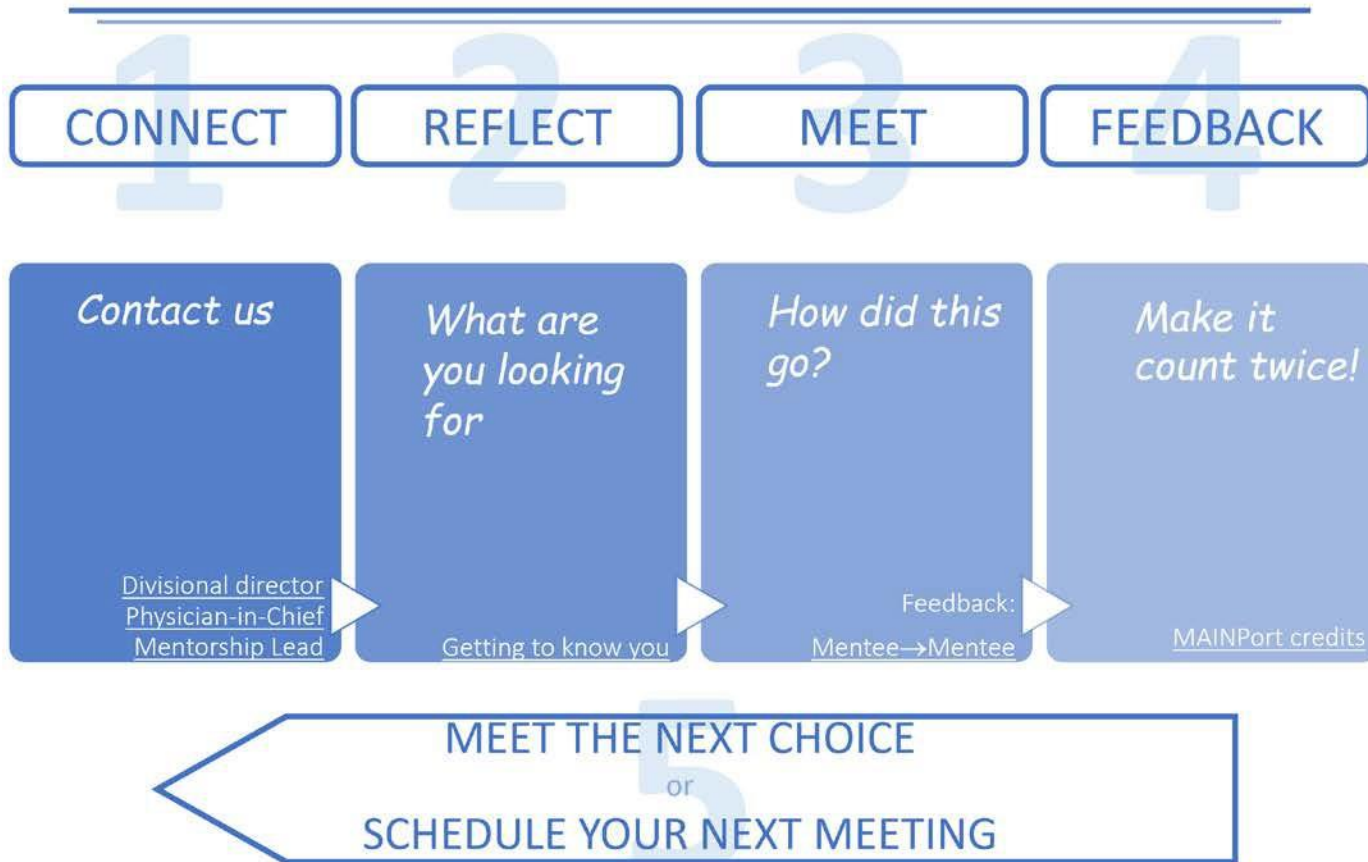 1
CONNECT
2
REFLECT
3
MEET
4
FEEDBACK
Contact us
Divisional director
Physician-in-Chief
Mentorship Lead
What are
you looking
for
Getting to know you
How did this
go?
Feedback:
Mentee→Mentee
Make it
count twice!
MAINPort credits
5
MEET THE NEXT CHOICE
or
SCHEDULE YOUR NEXT MEETING